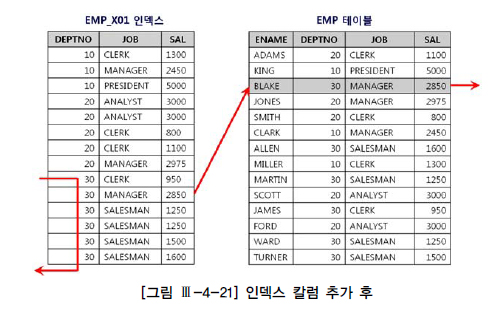 EMP_X01 인덱스
DEPTNO JOB SAL
10 CLERK 1300
10 MANAGER 2450
10 PRESIDENT 5000
20 ANALYST 3000
20 ANALYST 3000
20 CLERK 800
20 CLERK 1100
20 MANAGER 2975
30 CLERK 950
30 MANAGER 2850
30 SALESMAN 1250
30 SALESMAN 1250
30 SALESMAN 1500
30 SALESMAN 1600
EMP 테이블
ENAME DEPTNO JOB SAL
ADAMS 20 CLERK 1100
KING 10 PRESIDENT 5000
BLAKE 30 MANAGER 2850
JONES 20 MANAGER 2975
SMITH 20 CLERK 800
CLARK 10 MANAGER 2450
ALLEN 30 SALESMAN 1600
MILLER 10 CLERK 1300
MARTIN 30 SALESMAN 1250
SCOTT 20 ANALYST 3000
JAMES 30 CLERK 950
FORD 20 ANALYST 3000
WARD 30 SALESMAN 1250
TURNER 30 SALESMAN 1500
[그림 Ⅲ-4-21] 인덱스 칼럼 추가 후